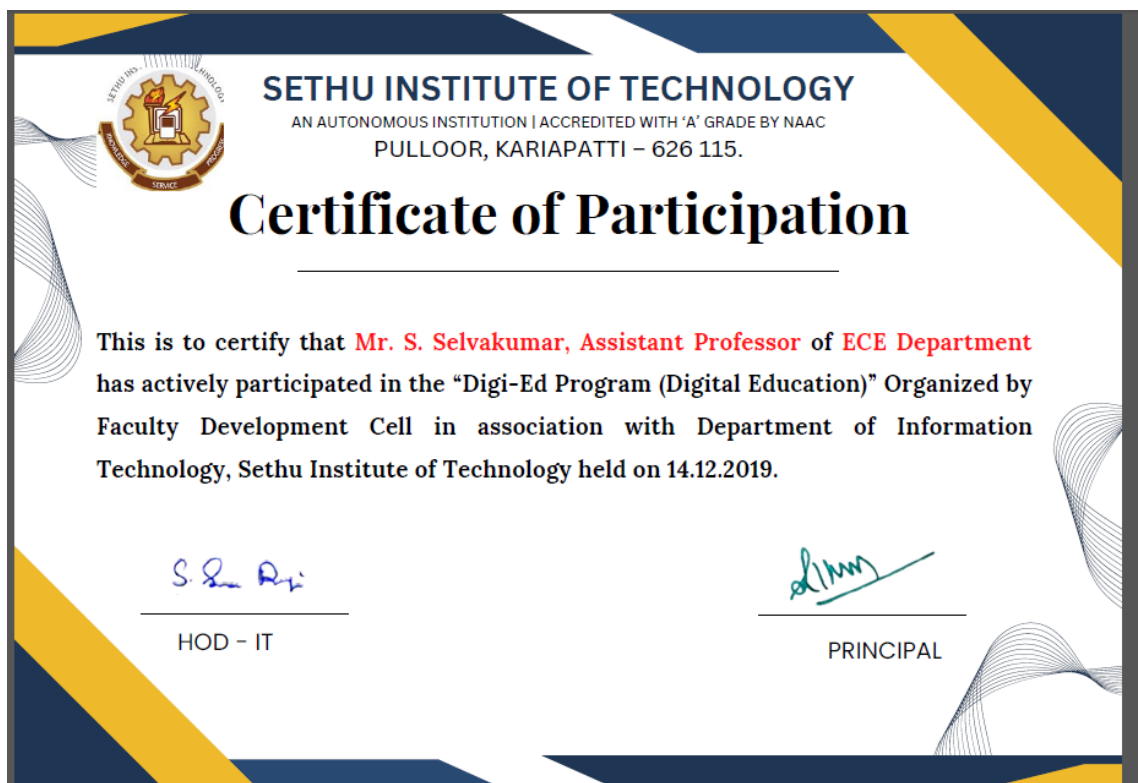 SETHU INSTITUTE OF TECHNOLOGY
AN AUTONOMOUS INSTITUTION | ACCREDITED WITH ‘A’ GRADE BY NAAC
PULLOOR, KARIAPATTI – 626 115.
KNOWLEDGE
SERVICE
PROGRESS
Certificate of Participation
This is to certify that Mr. S. Selvakumar, Assistant Professor of ECE Department
has actively participated in the “Digi-Ed Program (Digital Education)” Organized by
Faculty Development Cell in association with Department of Information
Technology, Sethu Institute of Technology held on 14.12.2019.
HOD - IT
PRINCIPAL